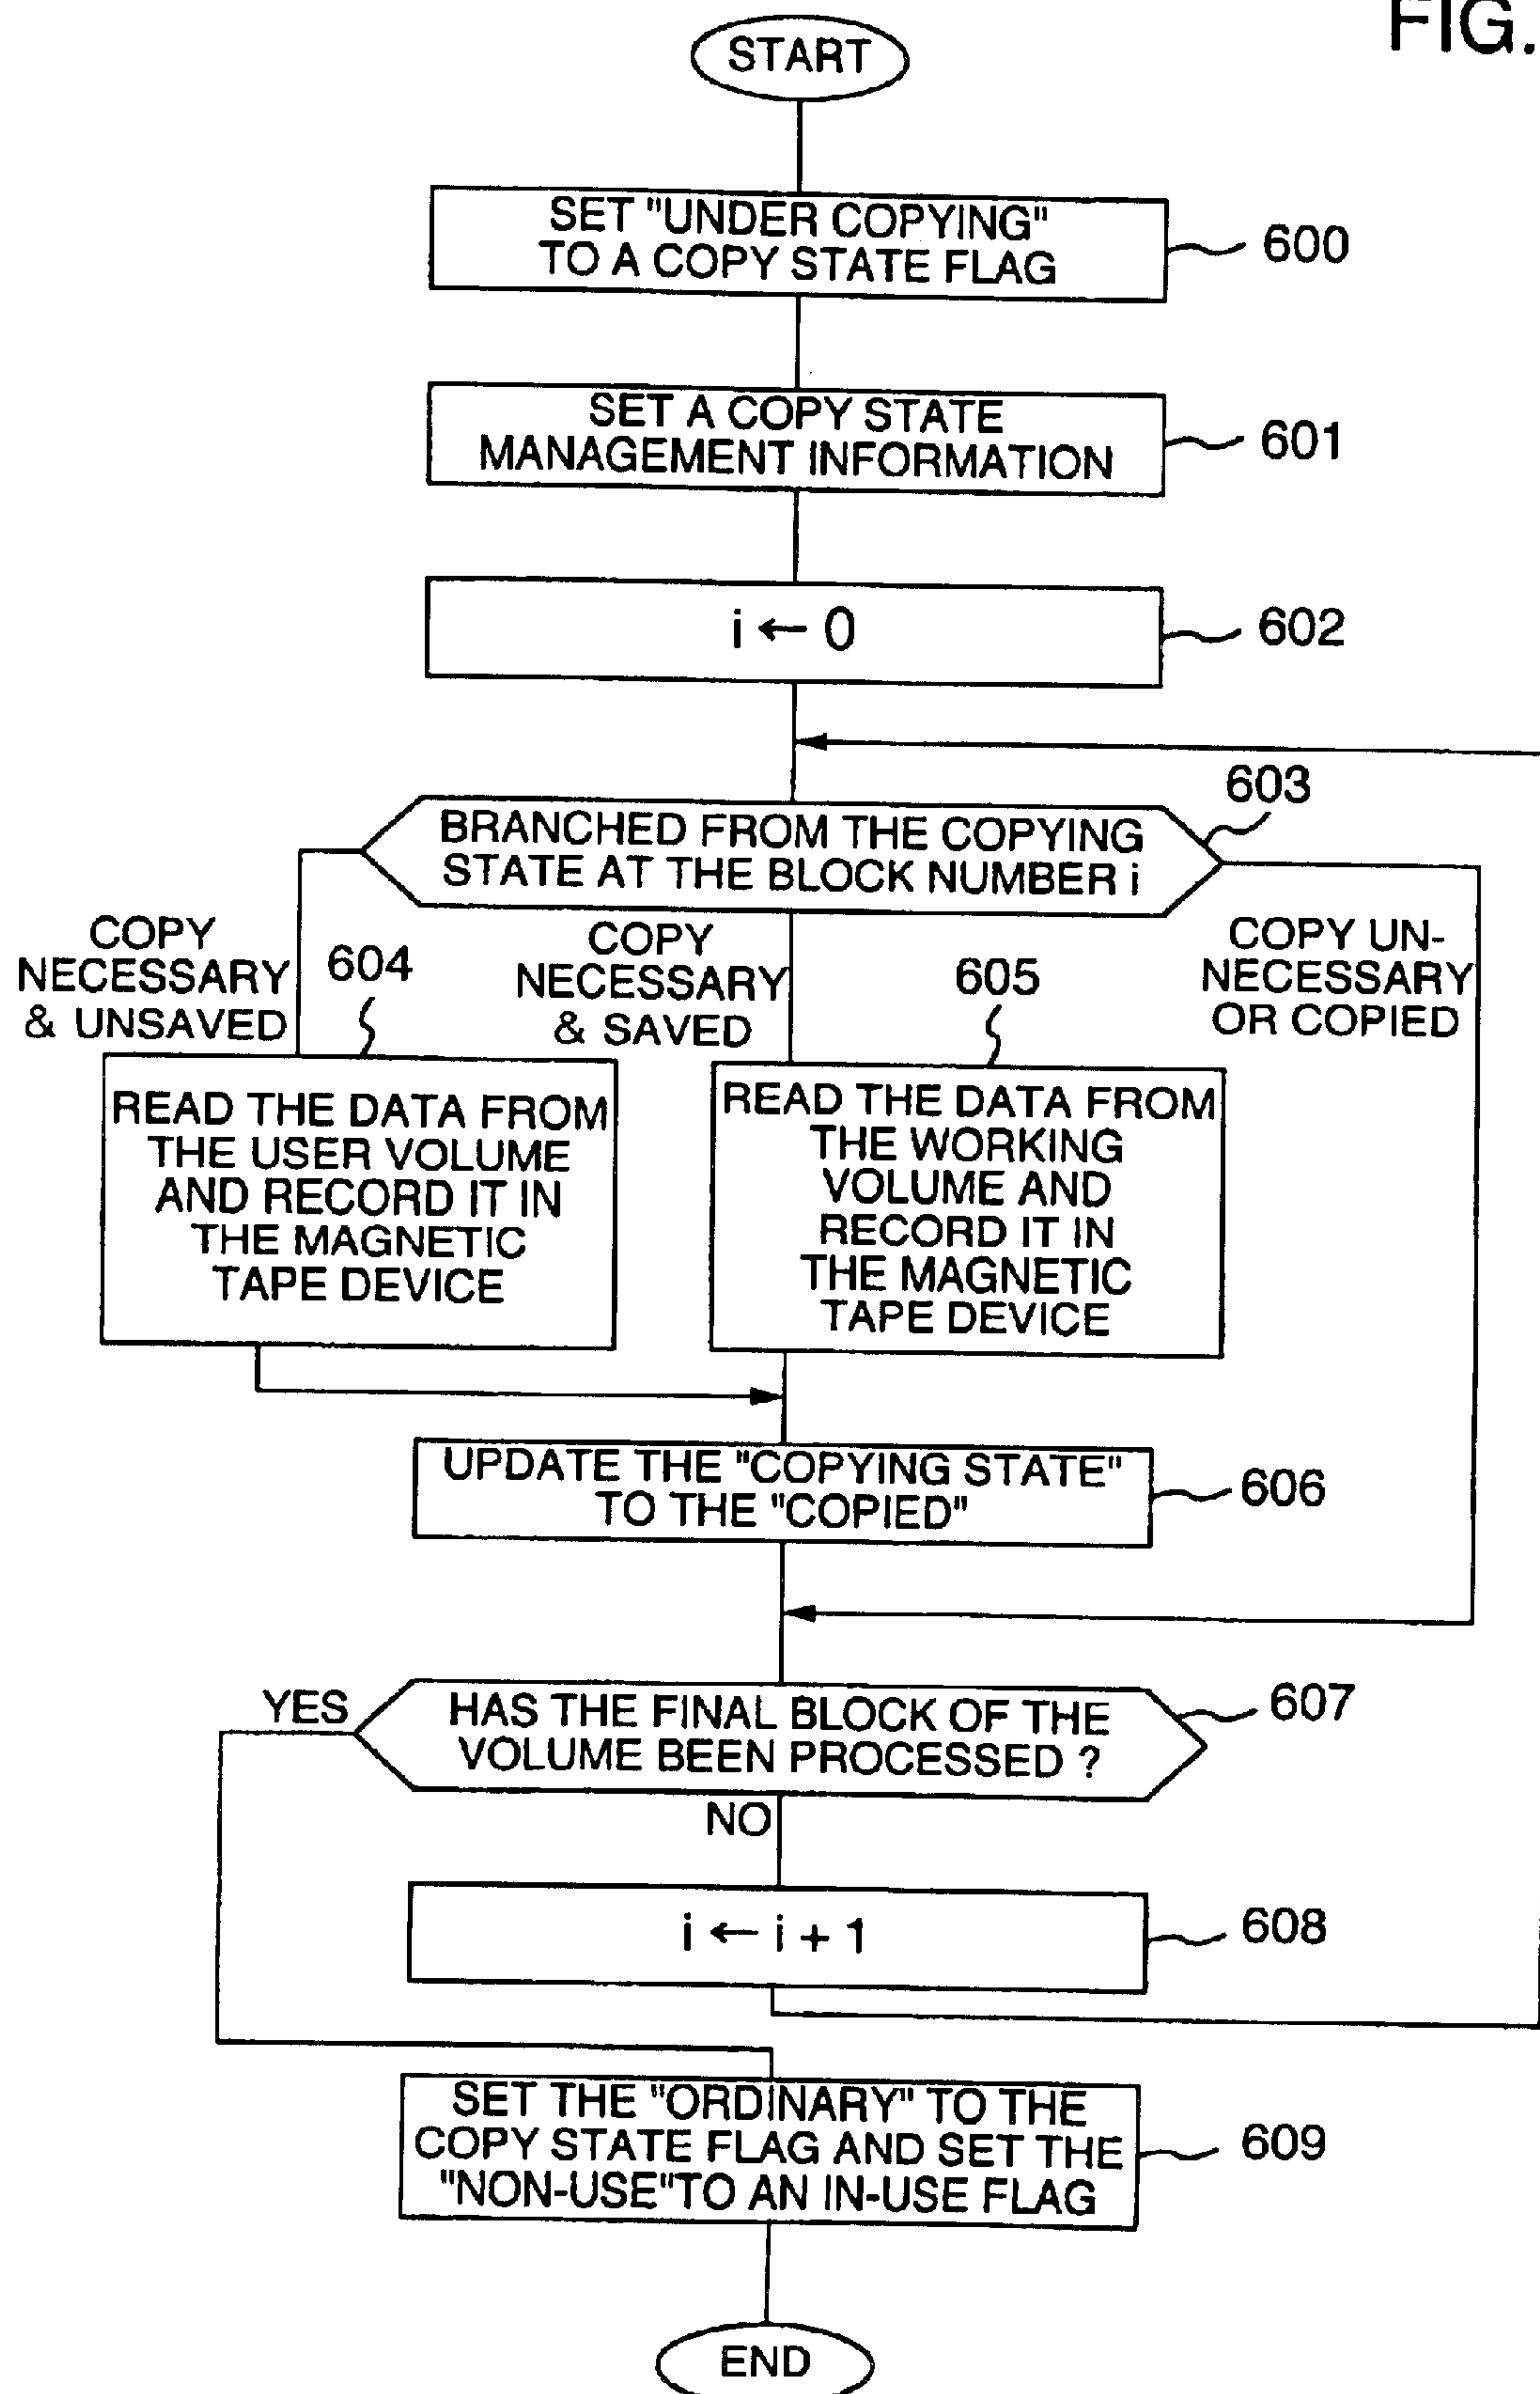 FIG.
START
SET "UNDER COPYING"
TO A COPY STATE FLAG
600
SET A COPY STATE
MANAGEMENT INFORMATION
601
i ← 0
602
603
BRANCHED FROM THE COPYING
STATE AT THE BLOCK NUMBER i
COPY
NECESSARY
& UNSAVED
604
COPY
NECESSARY
& SAVED
605
COPY UN-
NECESSARY
OR COPIED
READ THE DATA FROM
THE USER VOLUME
AND RECORD IT IN
THE MAGNETIC
TAPE DEVICE
READ THE DATA FROM
THE WORKING
VOLUME AND
RECORD IT IN
THE MAGNETIC
TAPE DEVICE
UPDATE THE "COPYING STATE"
TO THE "COPIED"
606
YES
HAS THE FINAL BLOCK OF THE
VOLUME BEEN PROCESSED ?
607
NO
i ← i + 1
608
SET THE "ORDINARY" TO THE
COPY STATE FLAG AND SET THE
"NON-USE"TO AN IN-USE FLAG
609
END